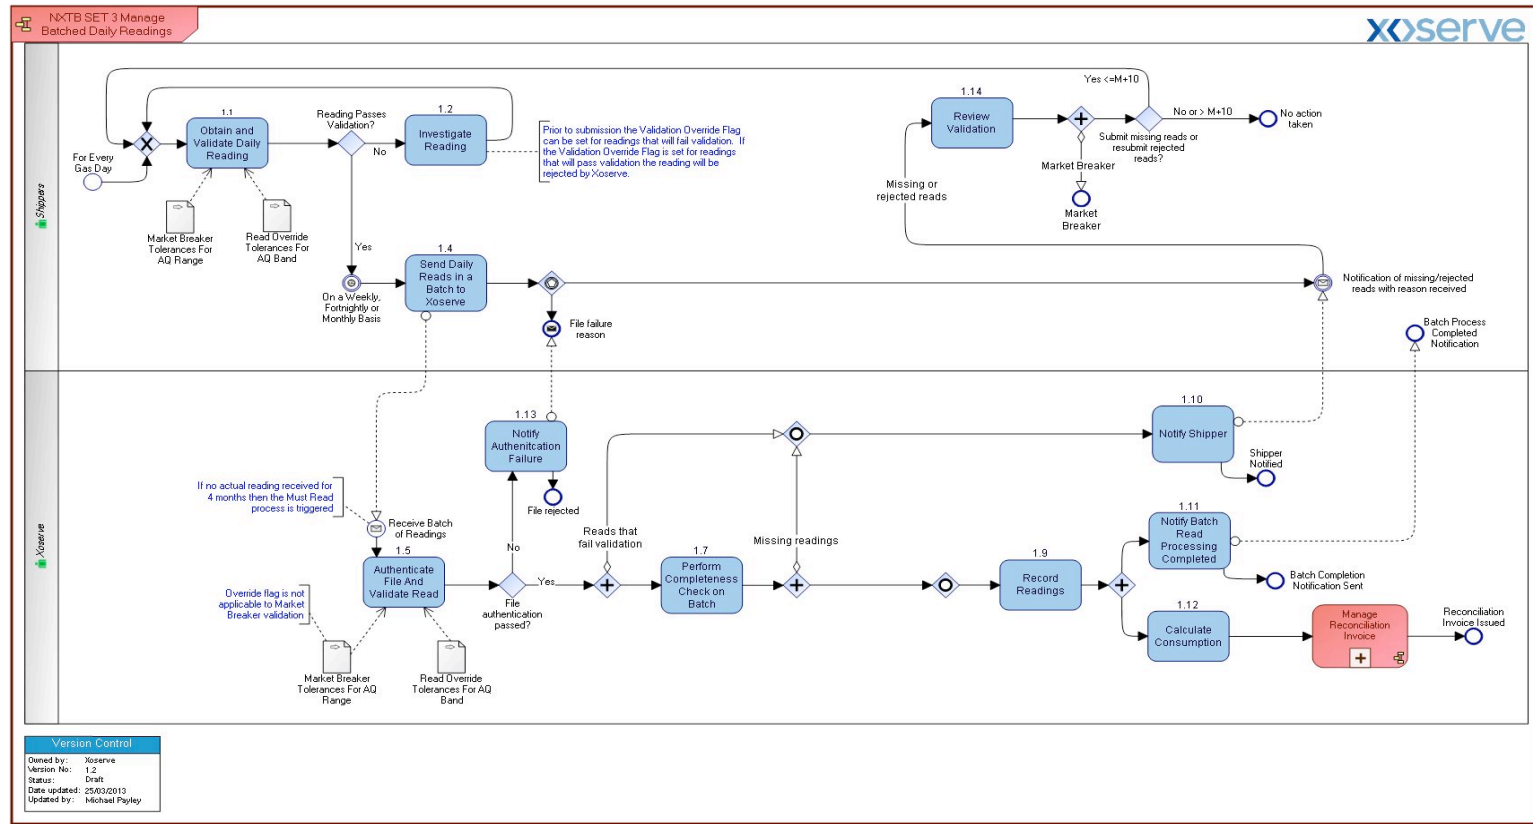 NXTB SET 3 Manage
Batched Daily Readings
xoserve
Shippers
For Every
Gas Day
1.1
Obtain and
Validate Daily
Reading
Market Breaker
Tolerances For
AQ Range
Read Override
Tolerances For
AQ Band
Reading Passes
Validation?
No
Yes
1.2
Investigate
Reading
Prior to submission the Validation Override Flag
can be set for readings that will fail validation. If
the Validation Override Flag is set for readings
that will pass validation the reading will be
rejected by Xoserve.
On a Weekly,
Fortnightly or
Monthly Basis
1.4
Send Daily
Reads in a
Batch to
Xoserve
File failure
reason
Missing or
rejected reads
1.14
Review
Validation
Market Breaker
Market
Breaker
Yes <=M+10
Submit missing reads or
resubmit rejected
reads?
No or > M+10
No action
taken
Notification of missing/rejected
reads with reason received
Batch Process
Completed
Notification
Xoserve
If no actual reading received for
4 months then the Must Read
process is triggered
Receive Batch
of Readings
1.5
Authenticate
File And
Validate Read
Override flag is not
applicable to Market
Breaker validation
Market Breaker
Tolerances For AQ
Range
Read Override
Tolerances For AQ
Band
1.13
Notify
Authenitcation
Failure
File rejected
No
File
authentication
passed?
Yes
Reads that
fail validation
1.7
Perform
Completeness
Check on
Batch
Missing readings
1.9
Record
Readings
1.10
Notify Shipper
Shipper
Notified
1.11
Notify Batch
Read
Processing
Completed
Batch Completion
Notification Sent
1.12
Calculate
Consumption
Manage
Reconciliation
Invoice
Reconciliation
Invoice Issued
Version Control
Owned by: Xoserve
Version No: 1.2
Status: Draft
Date updated: 25/03/2013
Updated by: Michael Payley